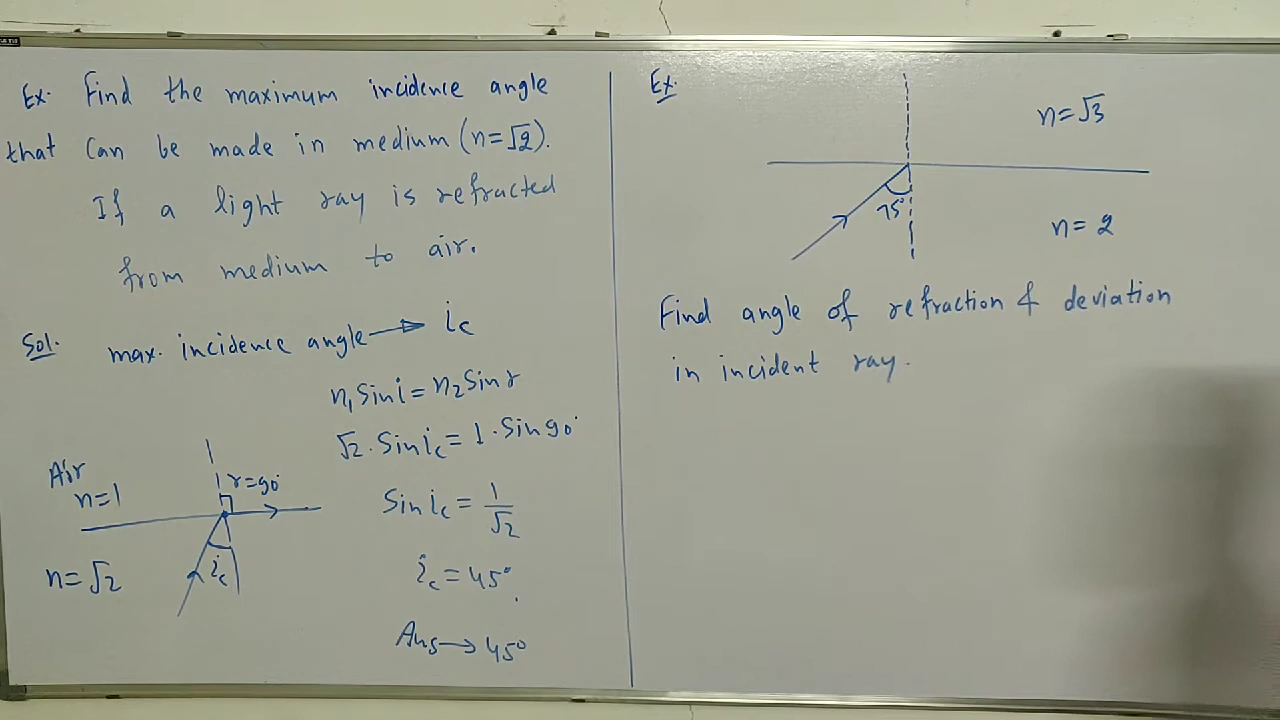 Ex. Find the maximum incidence angle
that can be made in medium (n=√2).
If a light ray is refracted
from medium to air.
Sol. max. incidence angle → ic
n₁ Sin i = n₂ Sin r
√2 . Sin ic = 1 . Sin 90°
Sin ic = 1/√2
ic = 45°
Ans → 45°
Air
n=1
r=90°
n=√2
ic
Ex.
n=√3
75°
n=2
Find angle of refraction & deviation
in incident ray.